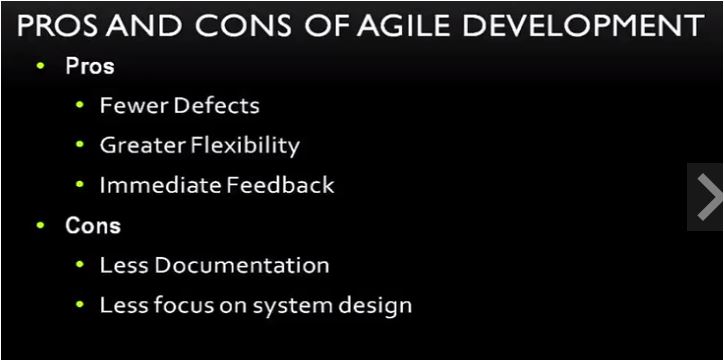 PROS AND CONS OF AGILE DEVELOPMENT
• Pros
• Fewer Defects
• Greater Flexibility
• Immediate Feedback
• Cons
• Less Documentation
• Less focus on system design